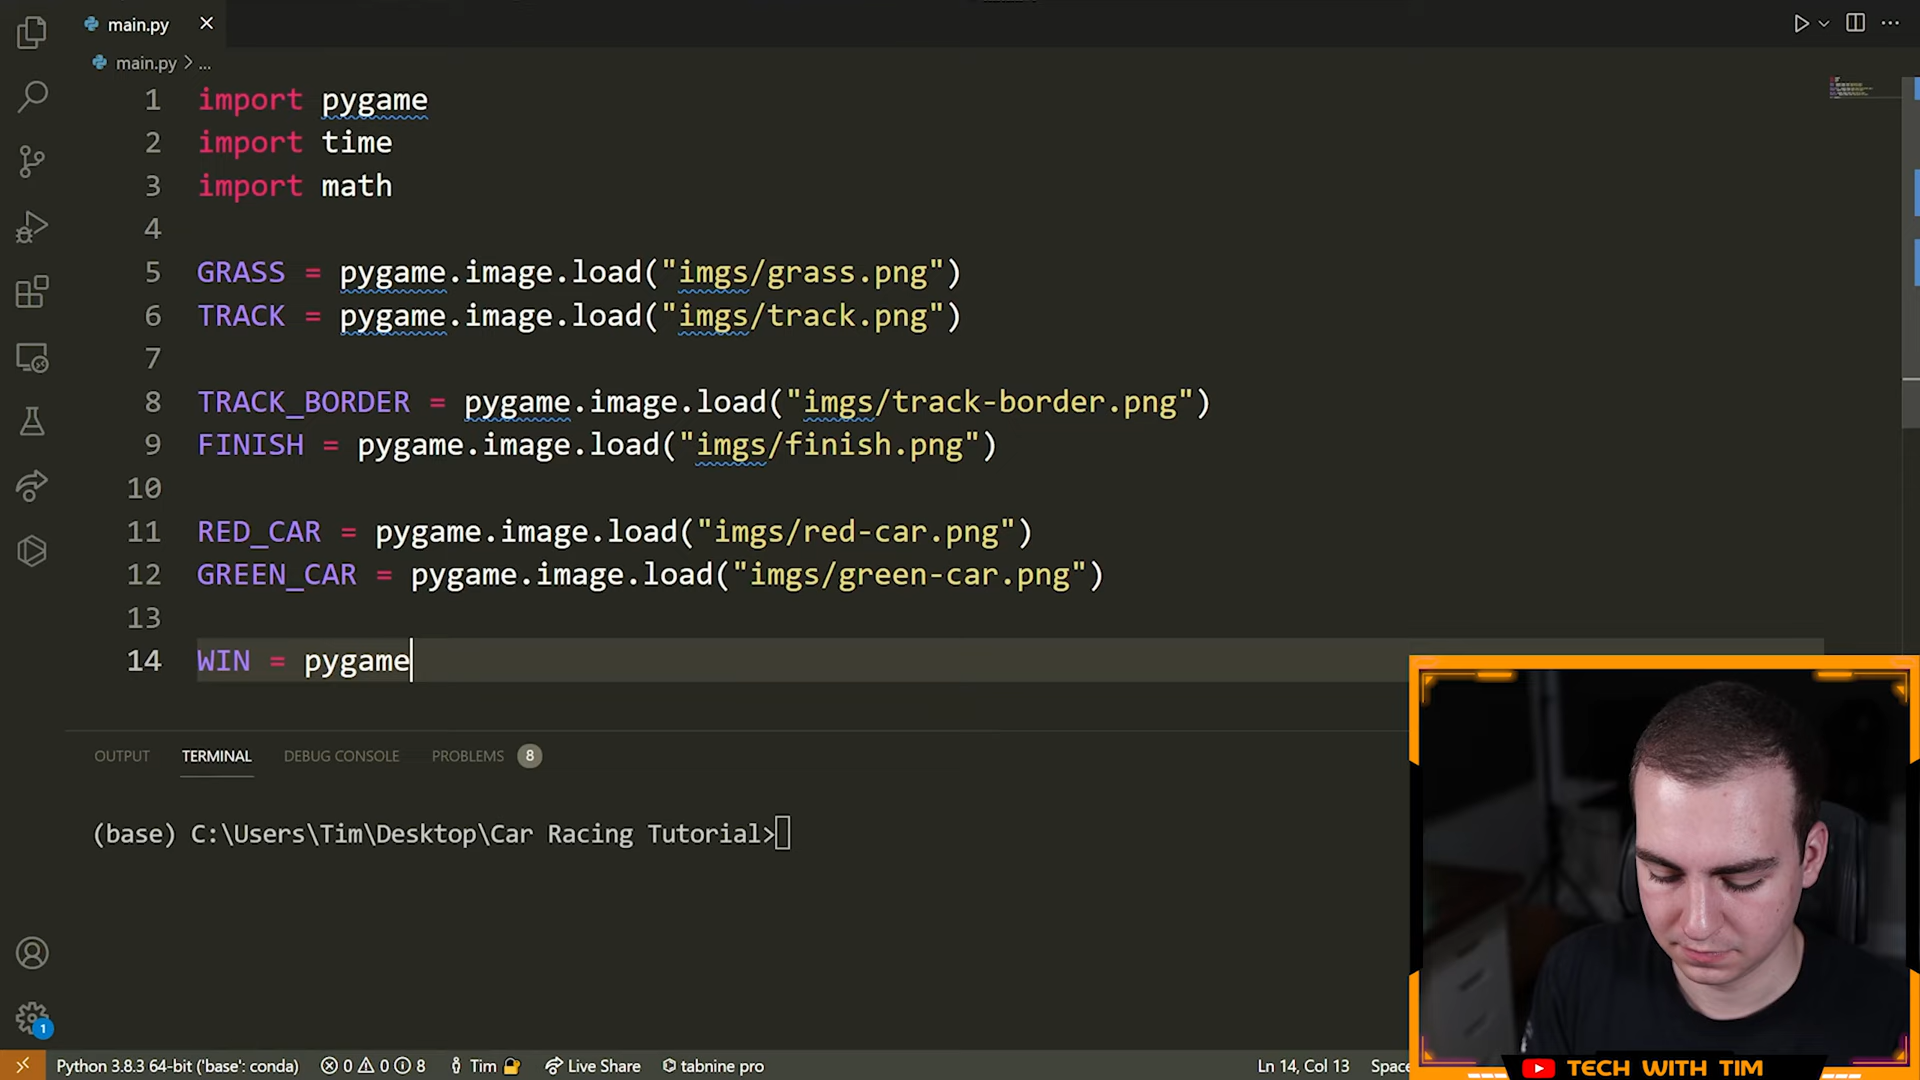 main.py
main.py > ...
1 import pygame
2 import time
3 import math
4
5 GRASS = pygame.image.load("imgs/grass.png")
6 TRACK = pygame.image.load("imgs/track.png")
7
8 TRACK_BORDER = pygame.image.load("imgs/track-border.png")
9 FINISH = pygame.image.load("imgs/finish.png")
10
11 RED_CAR = pygame.image.load("imgs/red-car.png")
12 GREEN_CAR = pygame.image.load("imgs/green-car.png")
13
14 WIN = pygame
OUTPUT TERMINAL DEBUG CONSOLE PROBLEMS 8
(base) C:\Users\Tim\Desktop\Car Racing Tutorial>
1
Python 3.8.3 64-bit ('base': conda) 0 0 8 Tim Live Share tabnine pro Ln 14, Col 13 Space
TECH WITH TIM